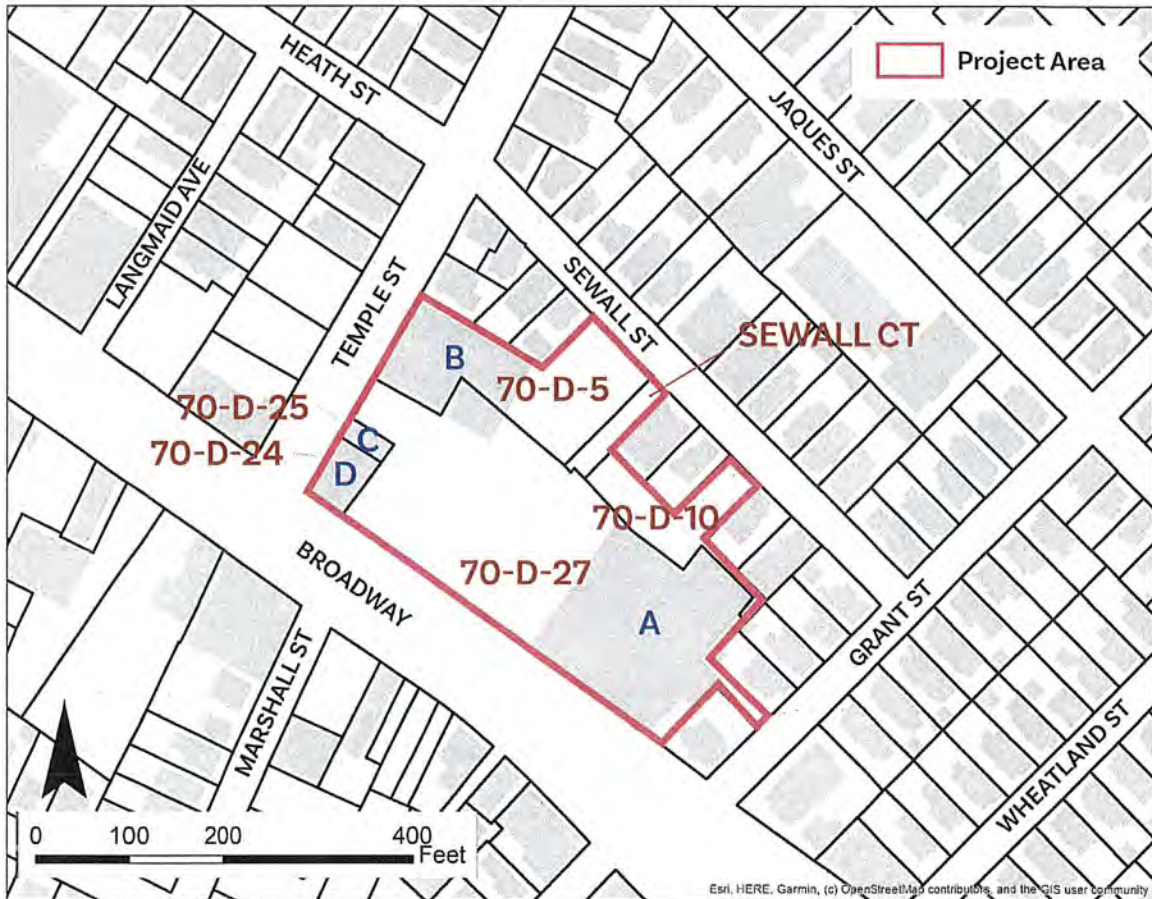 Project Area
HEATH ST
JAQUES ST
LANGMAID AVE
TEMPLE ST
SEWALL ST
SEWALL CT
B
70-D-5
70-D-25
C
70-D-24
D
70-D-10
70-D-27
BROADWAY
A
GRANT ST
MARSHALL ST
WHEATLAND ST
0 100 200 400
Feet
Esri, HERE, Garmin, (c) OpenStreetMap contributors, and the GIS user community